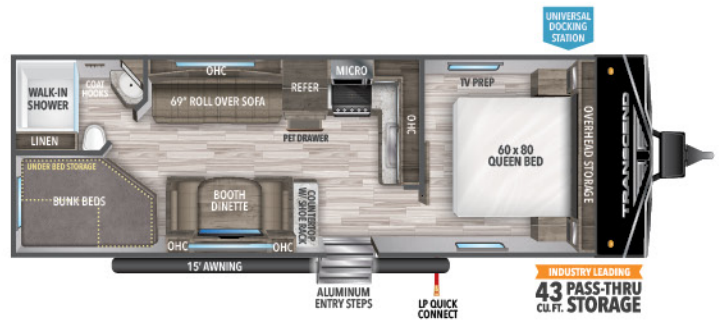 UNIVERSAL
DOCKING
STATION
OHC
MICRO
TV PREP
WALK-IN
SHOWER
COAT
HOOKS
69" ROLL OVER SOFA
REFER
OHC
OVERHEAD STORAGE
TRANSCEND
LINEN
PET DRAWER
60 x 80
QUEEN BED
UNDER BED STORAGE
BUNK BEDS
BOOTH
DINETTE
COUNTERTOP
W/ SHOE RACK
OHC
OHC
15' AWNING
ALUMINUM
ENTRY STEPS
LP QUICK
CONNECT
INDUSTRY LEADING
43 CU. FT. PASS-THRU
STORAGE